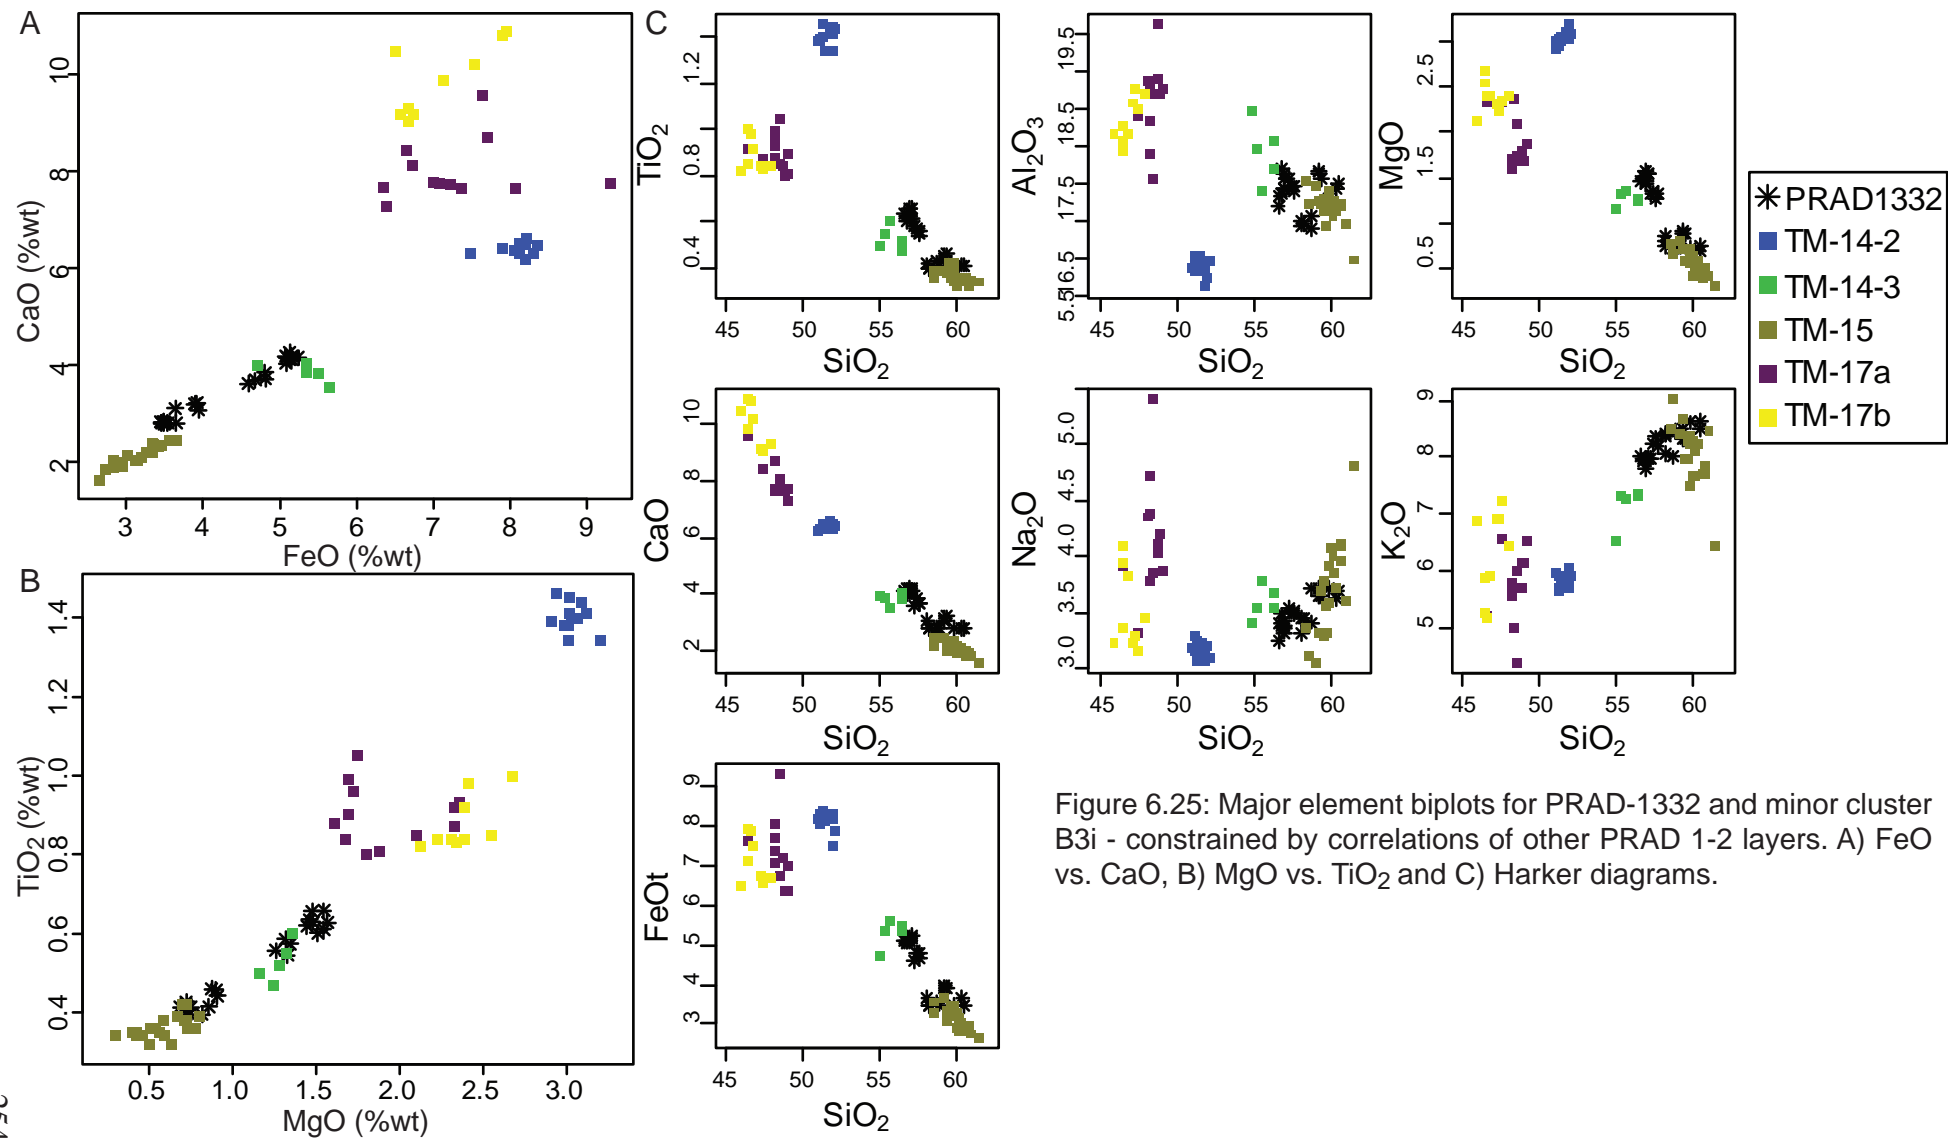 A
CaO (%wt)
10
8
6
4
2
3 4 5 6 7 8 9
FeO (%wt)
B
TiO2 (%wt)
1.4
1.2
1.0
0.8
0.6
0.4
0.5 1.0 1.5 2.0 2.5 3.0
MgO (%wt)
C
TiO2
1.2
0.8
0.4
45 50 55 60
SiO2
Al2O3
19.5
18.5
17.5
16.5
5.5
45 50 55 60
SiO2
MgO
2.5
1.5
0.5
45 50 55 60
SiO2
CaO
10
8
6
4
2
45 50 55 60
SiO2
Na2O
5.0
4.5
4.0
3.5
3.0
45 50 55 60
SiO2
K2O
9
8
7
6
5
45 50 55 60
SiO2
FeOt
9
8
7
6
5
4
3
45 50 55 60
SiO2
PRAD1332
TM-14-2
TM-14-3
TM-15
TM-17a
TM-17b
Figure 6.25: Major element biplots for PRAD-1332 and minor cluster
B3i - constrained by correlations of other PRAD 1-2 layers. A) FeO
vs. CaO, B) MgO vs. TiO2 and C) Harker diagrams.